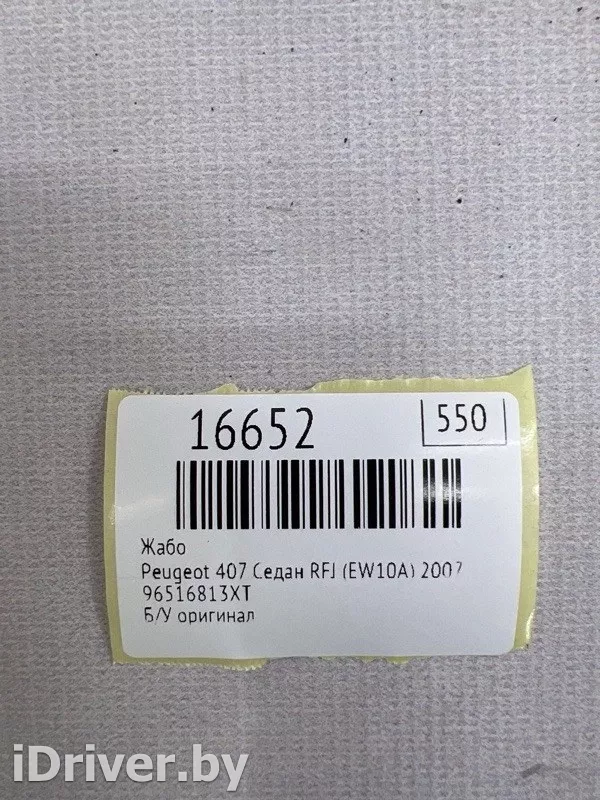 16652
550
Жабо
Peugeot 407 Седан RFJ (EW10A) 2007
96516813XT
Б/У оригинал
iDriver.by